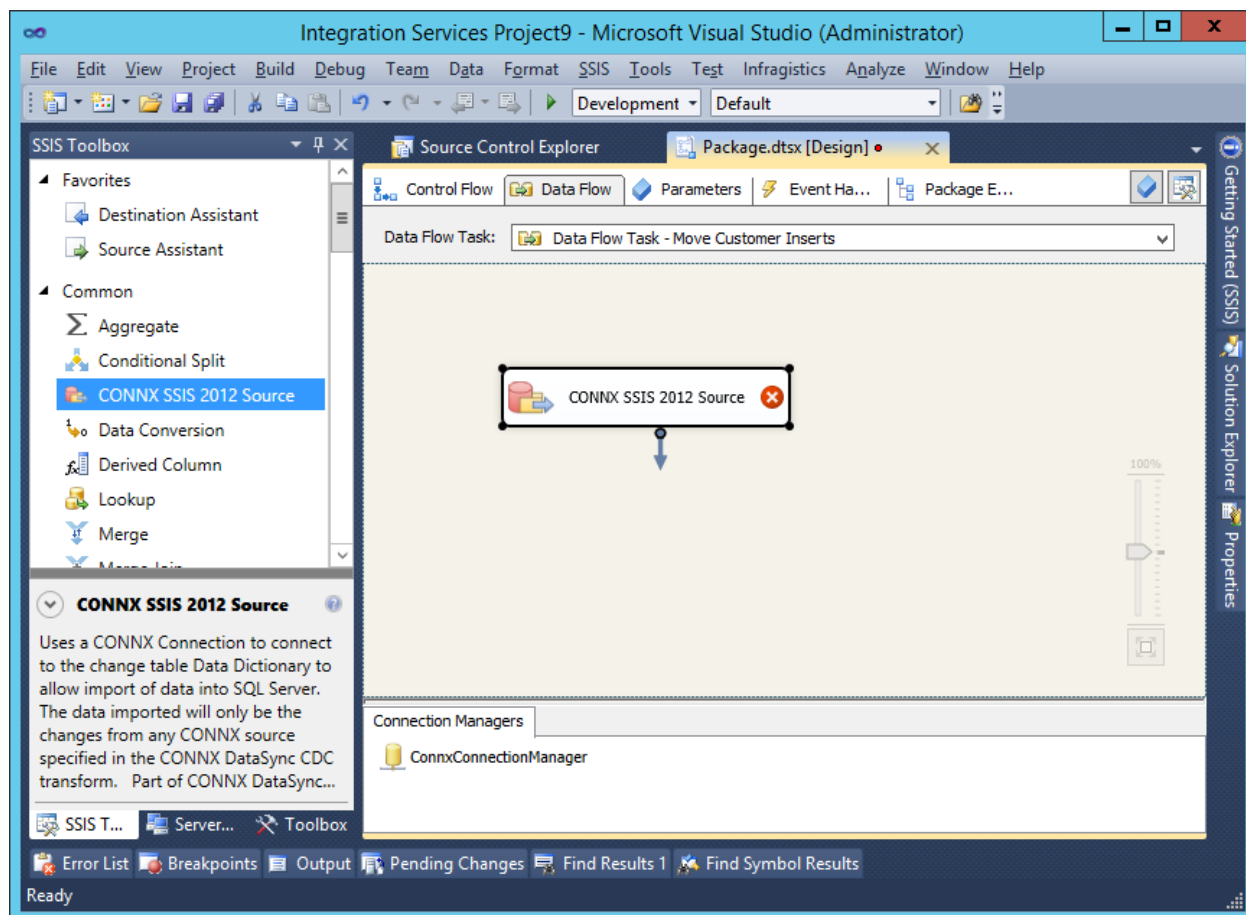 Integration Services Project9 - Microsoft Visual Studio (Administrator)
File Edit View Project Build Debug Team Data Format SSIS Tools Test Infragistics Analyze Window Help
Development Default
SSIS Toolbox
Source Control Explorer
Package.dtsx [Design]
Favorites
Destination Assistant
Source Assistant
Common
Aggregate
Conditional Split
CONNX SSIS 2012 Source
Data Conversion
Derived Column
Lookup
Merge
Merge Join
Control Flow Data Flow Parameters Event Ha... Package E...
Data Flow Task: Data Flow Task - Move Customer Inserts
CONNX SSIS 2012 Source
100%
Getting Started (SSIS)
Solution Explorer
Properties
CONNX SSIS 2012 Source
Uses a CONNX Connection to connect
to the change table Data Dictionary to
allow import of data into SQL Server.
The data imported will only be the
changes from any CONNX source
specified in the CONNX DataSync CDC
transform. Part of CONNX DataSync...
Connection Managers
ConnxConnectionManager
SSIS T... Server... Toolbox
Error List Breakpoints Output Pending Changes Find Results 1 Find Symbol Results
Ready